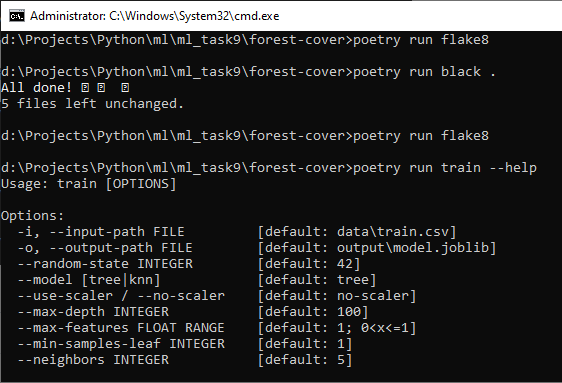 Administrator: C:\Windows\System32\cmd.exe
d:\Projects\Python\ml\ml_task9\forest-cover>poetry run flake8
d:\Projects\Python\ml\ml_task9\forest-cover>poetry run black .
All done!
5 files left unchanged.
d:\Projects\Python\ml\ml_task9\forest-cover>poetry run flake8
d:\Projects\Python\ml\ml_task9\forest-cover>poetry run train --help
Usage: train [OPTIONS]
Options:
-i, --input-path FILE [default: data\train.csv]
-o, --output-path FILE [default: output\model.joblib]
--random-state INTEGER [default: 42]
--model [tree|knn] [default: tree]
--use-scaler / --no-scaler [default: no-scaler]
--max-depth INTEGER [default: 100]
--max-features FLOAT RANGE [default: 1; 0<x<=1]
--min-samples-leaf INTEGER [default: 1]
--neighbors INTEGER [default: 5]